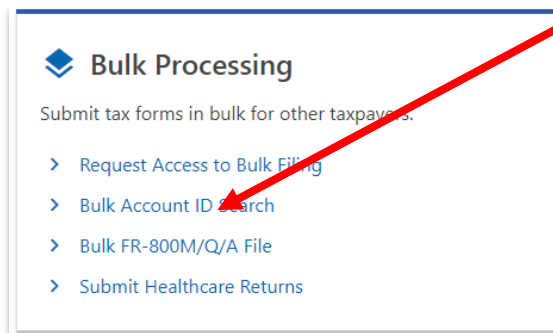 Bulk Processing
Submit tax forms in bulk for other taxpayers.
Request Access to Bulk Filing
Bulk Account ID Search
Bulk FR-800M/Q/A File
Submit Healthcare Returns